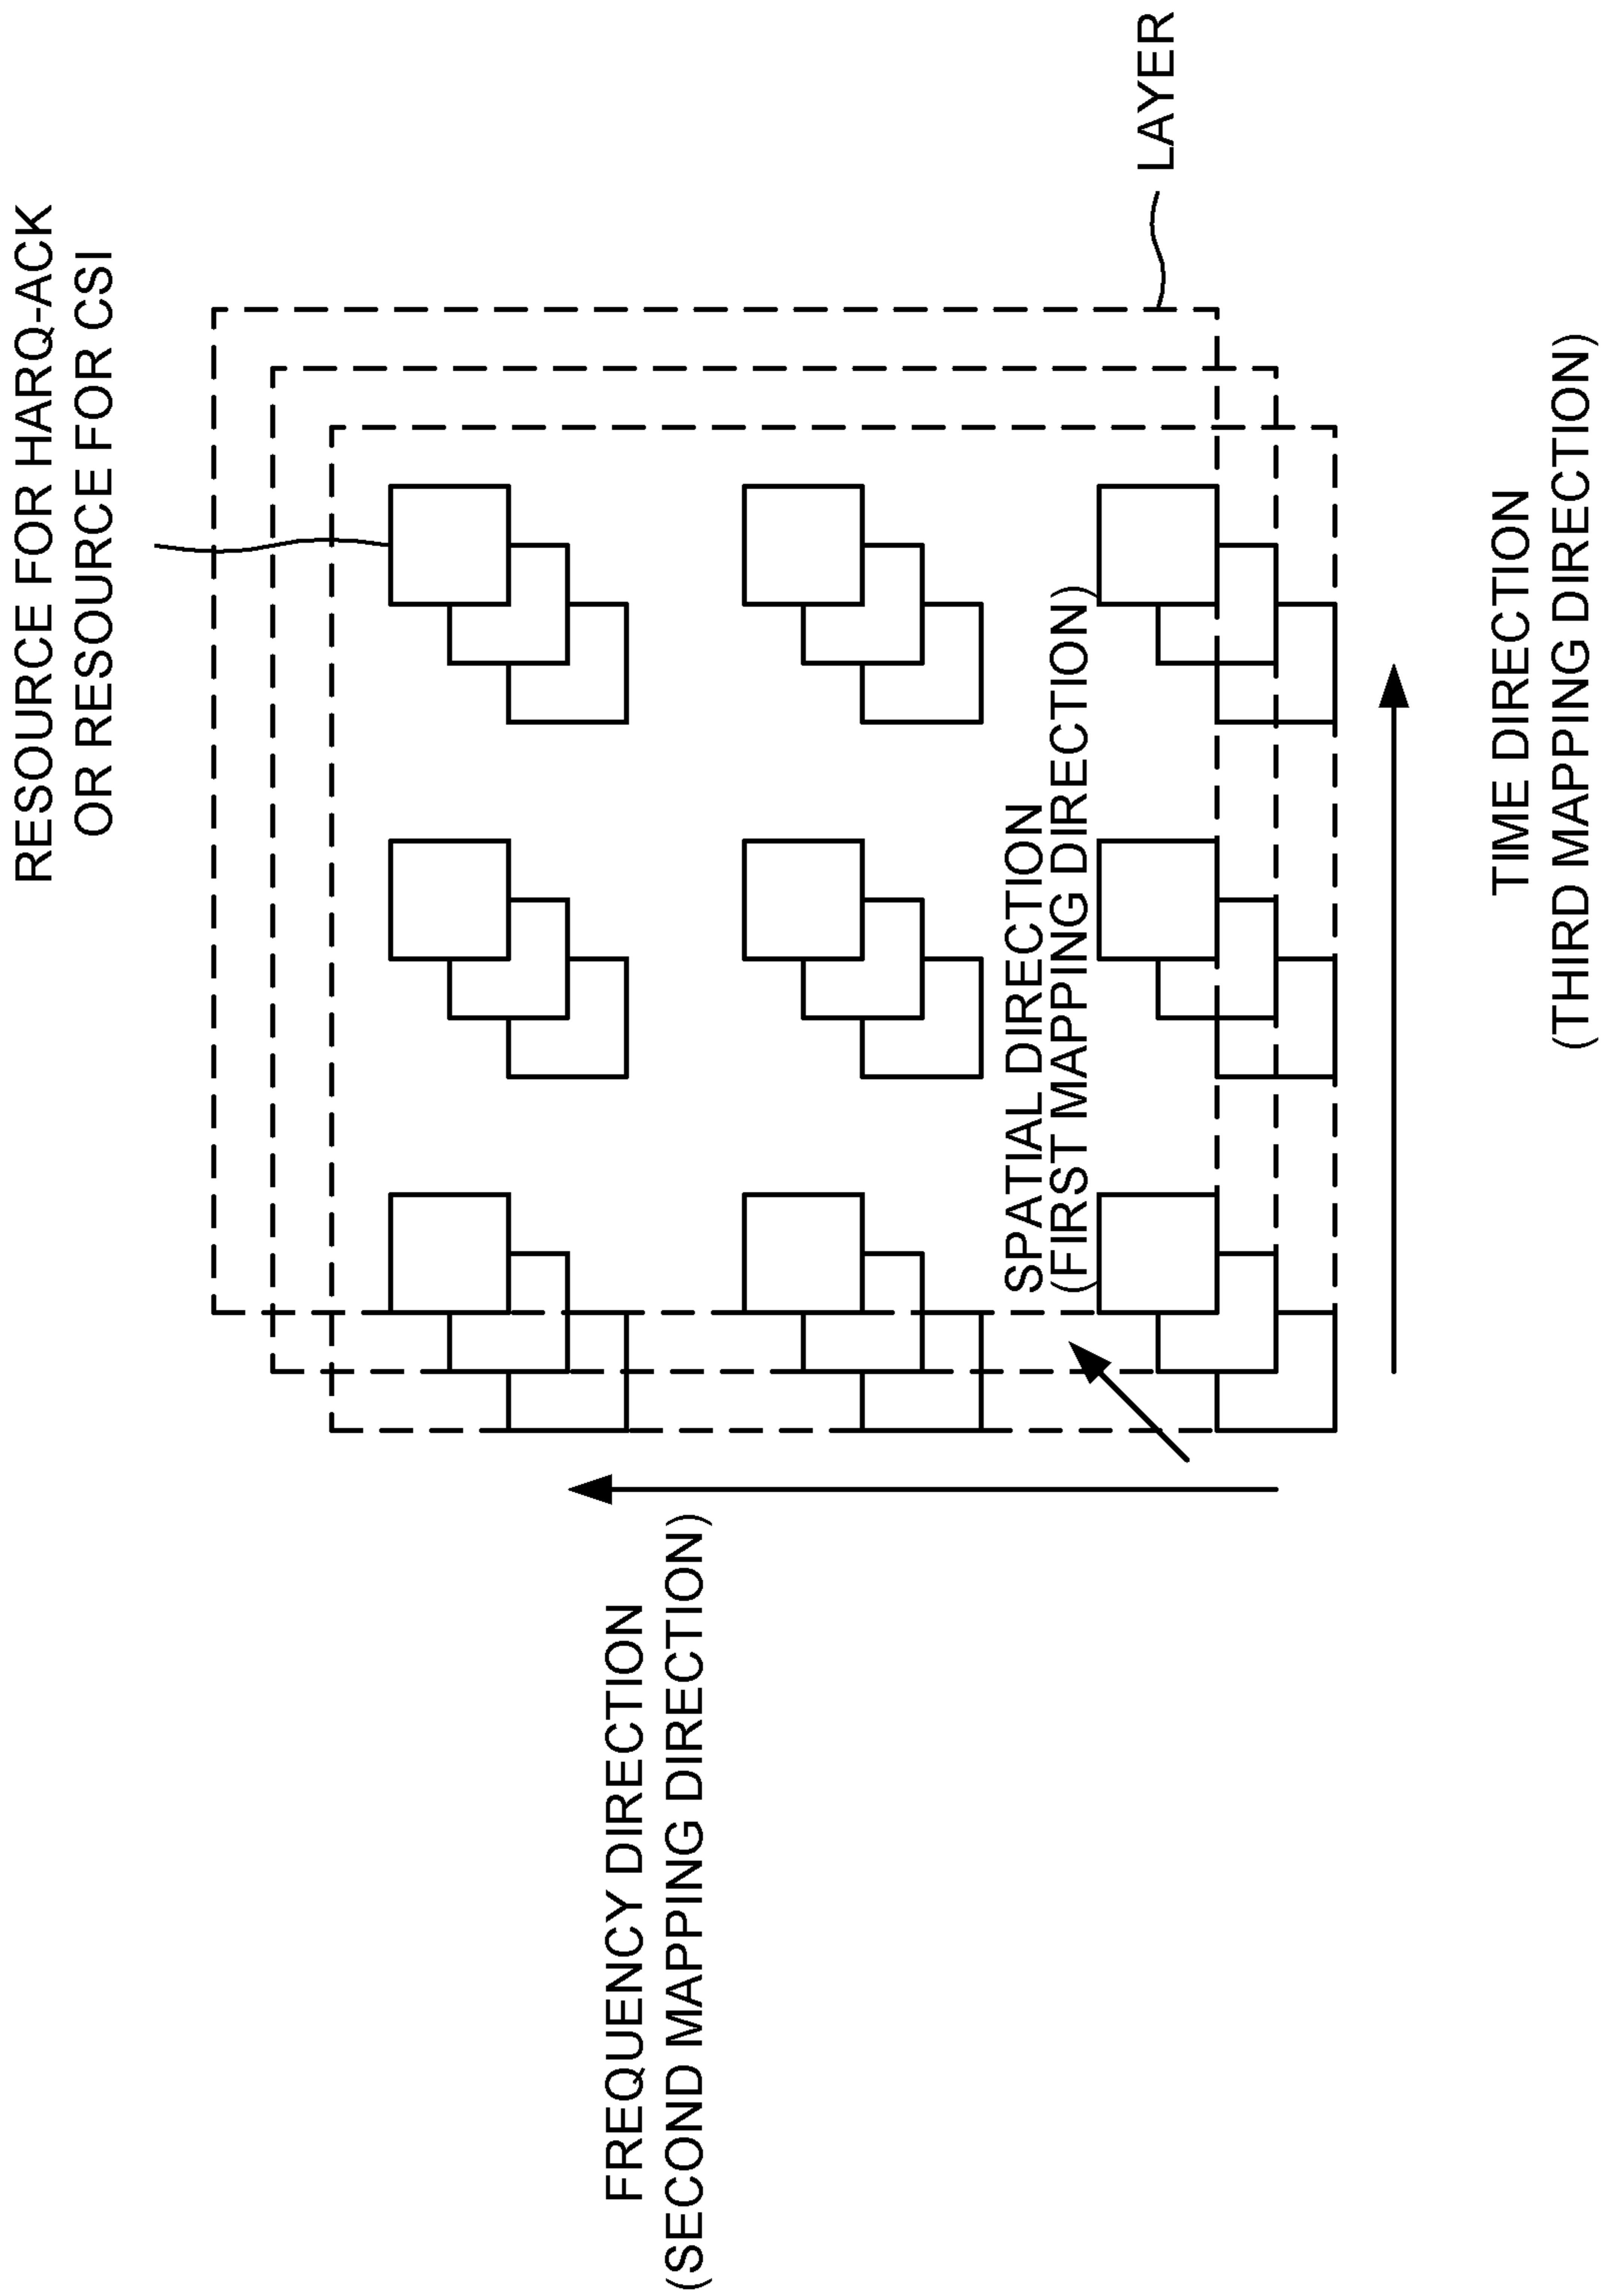 RESOURCE FOR HARQ-ACK
OR RESOURCE FOR CSI
LAYER
SPATIAL DIRECTION
(FIRST MAPPING DIRECTION)
FREQUENCY DIRECTION
(SECOND MAPPING DIRECTION)
TIME DIRECTION
(THIRD MAPPING DIRECTION)